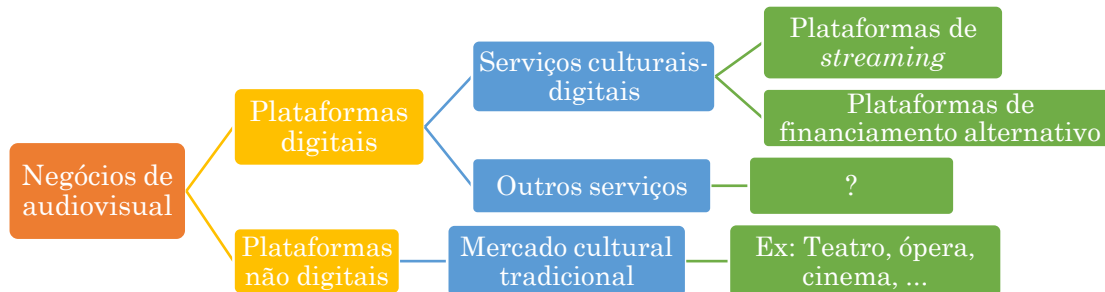 Negócios de
audiovisual
Plataformas
digitais
Serviços culturais-
digitais
Plataformas de
streaming
Plataformas de
financiamento alternativo
Outros serviços
?
Plataformas
não digitais
Mercado cultural
tradicional
Ex: Teatro, ópera,
cinema, ...